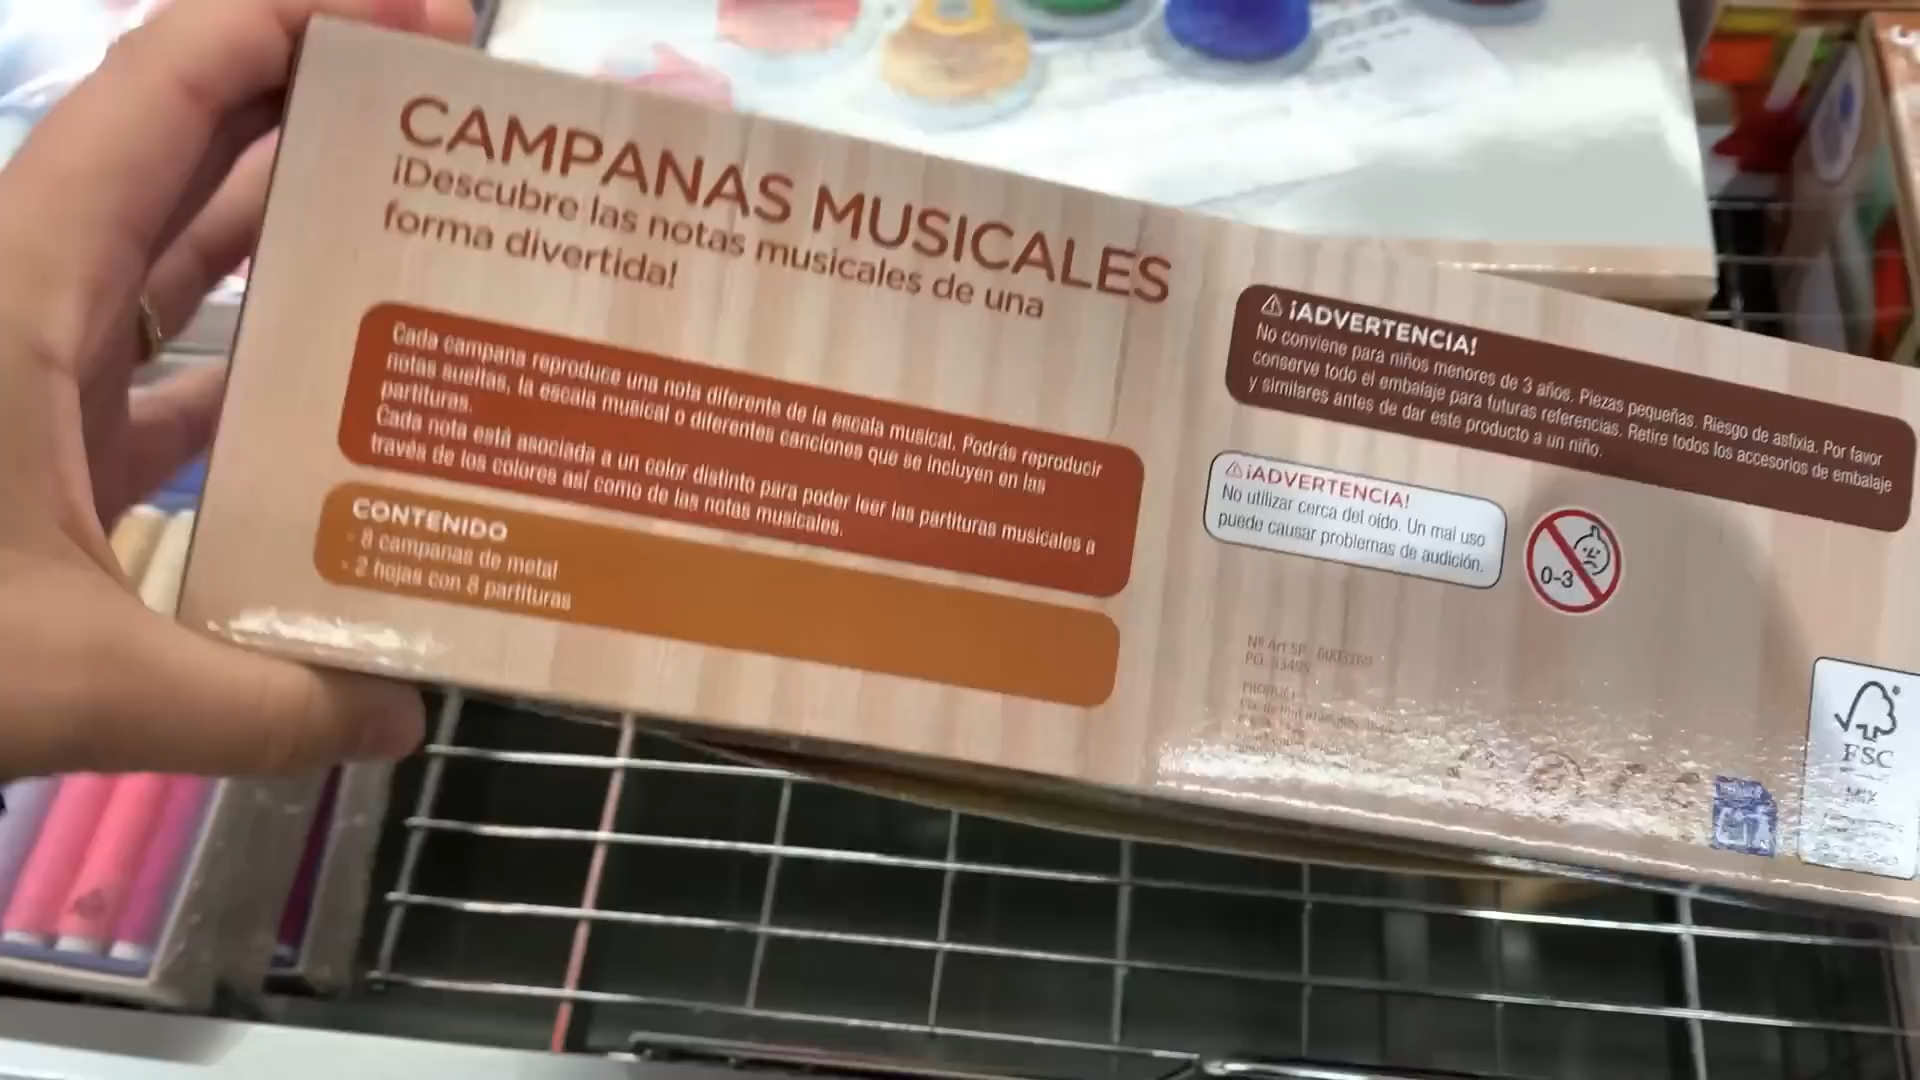 CAMPANAS MUSICALES
¡Descubre las notas musicales de una
forma divertida!
Cada campana reproduce una nota diferente de la escala musical. Podrás reproducir
notas sueltas, la escala musical o diferentes canciones que se incluyen en las
partituras.
Cada nota está asociada a un color distinto para poder leer las partituras musicales a
través de los colores así como de las notas musicales.
CONTENIDO
- 8 campanas de metal
- 2 hojas con 8 partituras
¡ADVERTENCIA!
No conviene para niños menores de 3 años. Piezas pequeñas. Riesgo de asfixia. Por favor
conserve todo el embalaje para futuras referencias. Retire todos los accesorios de embalaje
y similares antes de dar este producto a un niño.
¡ADVERTENCIA!
No utilizar cerca del oído. Un mal uso
puede causar problemas de audición.
0-3
Nº Art SP.
PO.
FSC
MIX